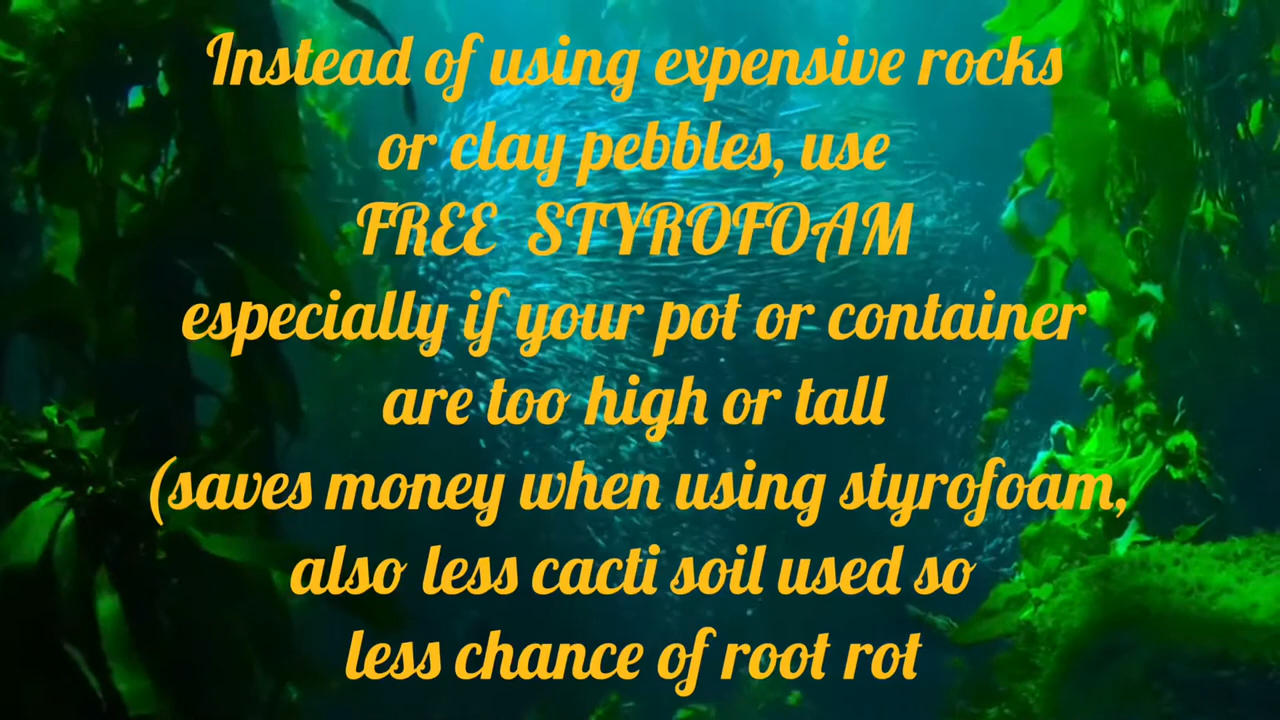 Instead of using expensive rocks
or clay pebbles, use
FREE STYROFOAM
especially if your pot or container
are too high or tall
(saves money when using styrofoam,
also less cacti soil used so
less chance of root rot